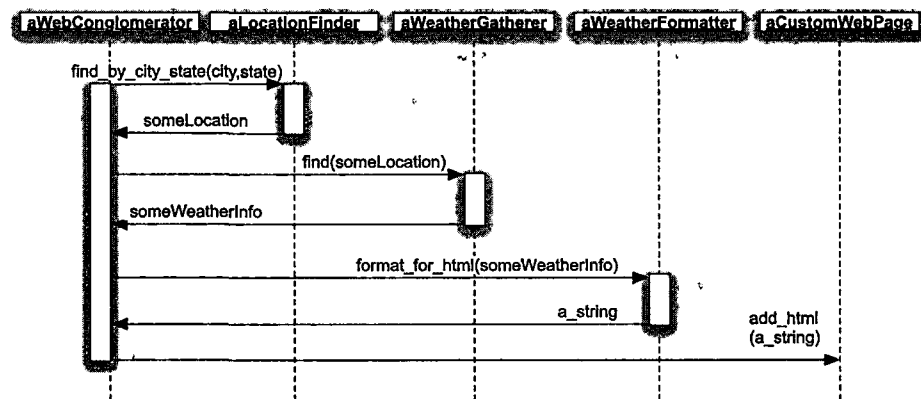 aWebConglomerator aLocationFinder aWeatherGatherer aWeatherFormatter aCustomWebPage
find_by_city_state(city,state)
someLocation
find(someLocation)
someWeatherInfo
format_for_html(someWeatherInfo)
a_string
add_html
(a_string)